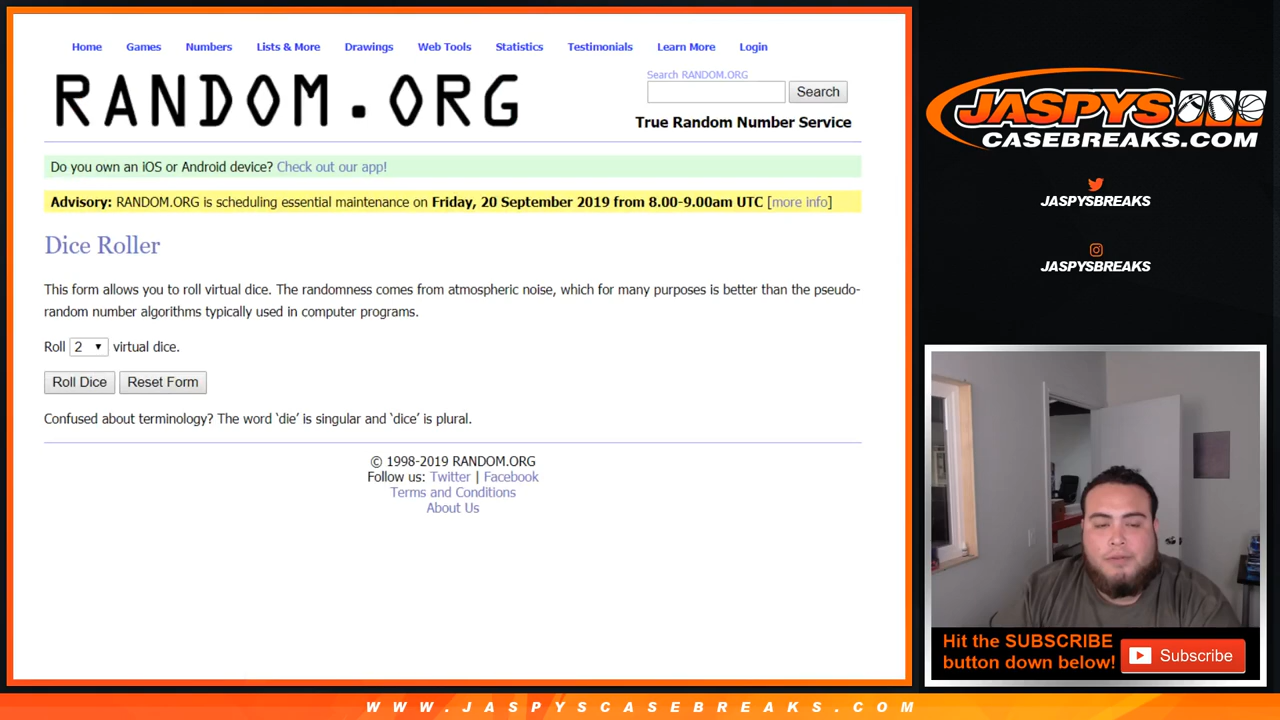 Home Games Numbers Lists & More Drawings Web Tools Statistics Testimonials Learn More Login
RANDOM.ORG
Search RANDOM.ORG
Search
True Random Number Service
Do you own an iOS or Android device? Check out our app!
Advisory: RANDOM.ORG is scheduling essential maintenance on Friday, 20 September 2019 from 8.00-9.00am UTC [more info]
Dice Roller
This form allows you to roll virtual dice. The randomness comes from atmospheric noise, which for many purposes is better than the pseudo-
random number algorithms typically used in computer programs.
Roll 2 virtual dice.
Roll Dice Reset Form
Confused about terminology? The word ‘die’ is singular and ‘dice’ is plural.
© 1998-2019 RANDOM.ORG
Follow us: Twitter | Facebook
Terms and Conditions
About Us
JASPYS
CASEBREAKS.COM
JASPYSBREAKS
JASPYSBREAKS
Hit the SUBSCRIBE
button down below!
Subscribe
WWW.JASPYSCASEBREAKS.COM